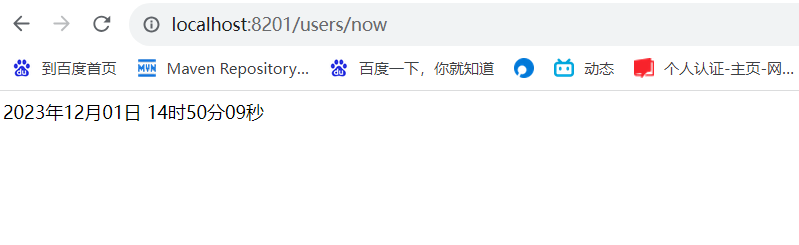 localhost:8201/users/now
到百度首页 MVN Maven Repository... du 百度一下，你就知道 动态 个人认证-主页-网...
2023年12月01日 14时50分09秒